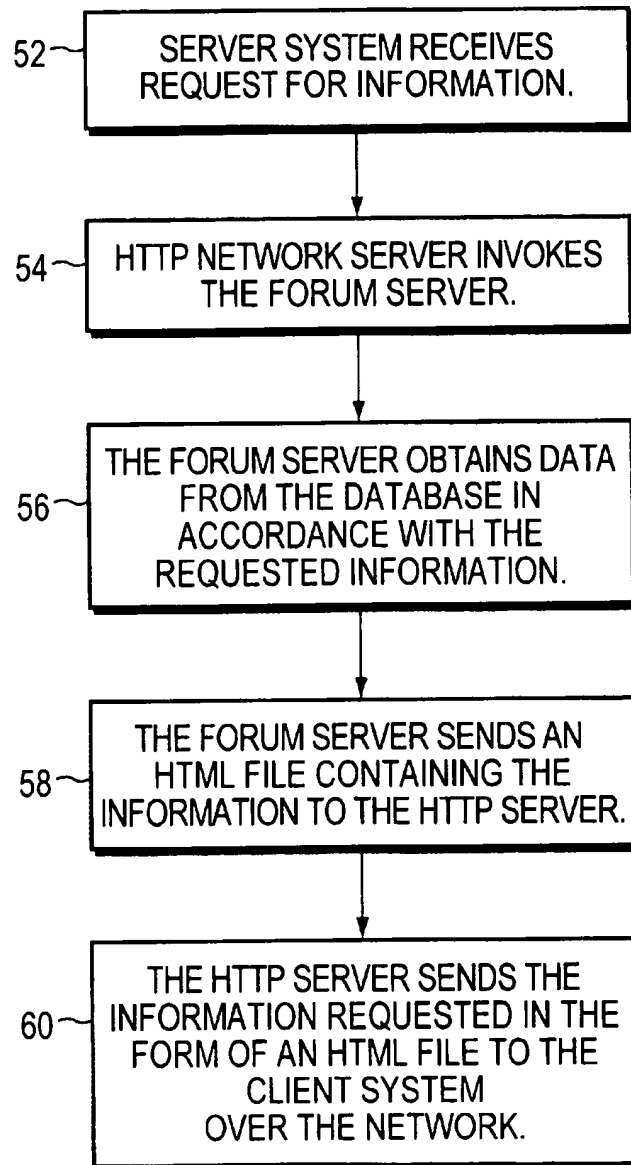 52
SERVER SYSTEM RECEIVES
REQUEST FOR INFORMATION.
54
HTTP NETWORK SERVER INVOKES
THE FORUM SERVER.
56
THE FORUM SERVER OBTAINS DATA
FROM THE DATABASE IN
ACCORDANCE WITH THE
REQUESTED INFORMATION.
58
THE FORUM SERVER SENDS AN
HTML FILE CONTAINING THE
INFORMATION TO THE HTTP SERVER.
60
THE HTTP SERVER SENDS THE
INFORMATION REQUESTED IN THE
FORM OF AN HTML FILE TO THE
CLIENT SYSTEM
OVER THE NETWORK.